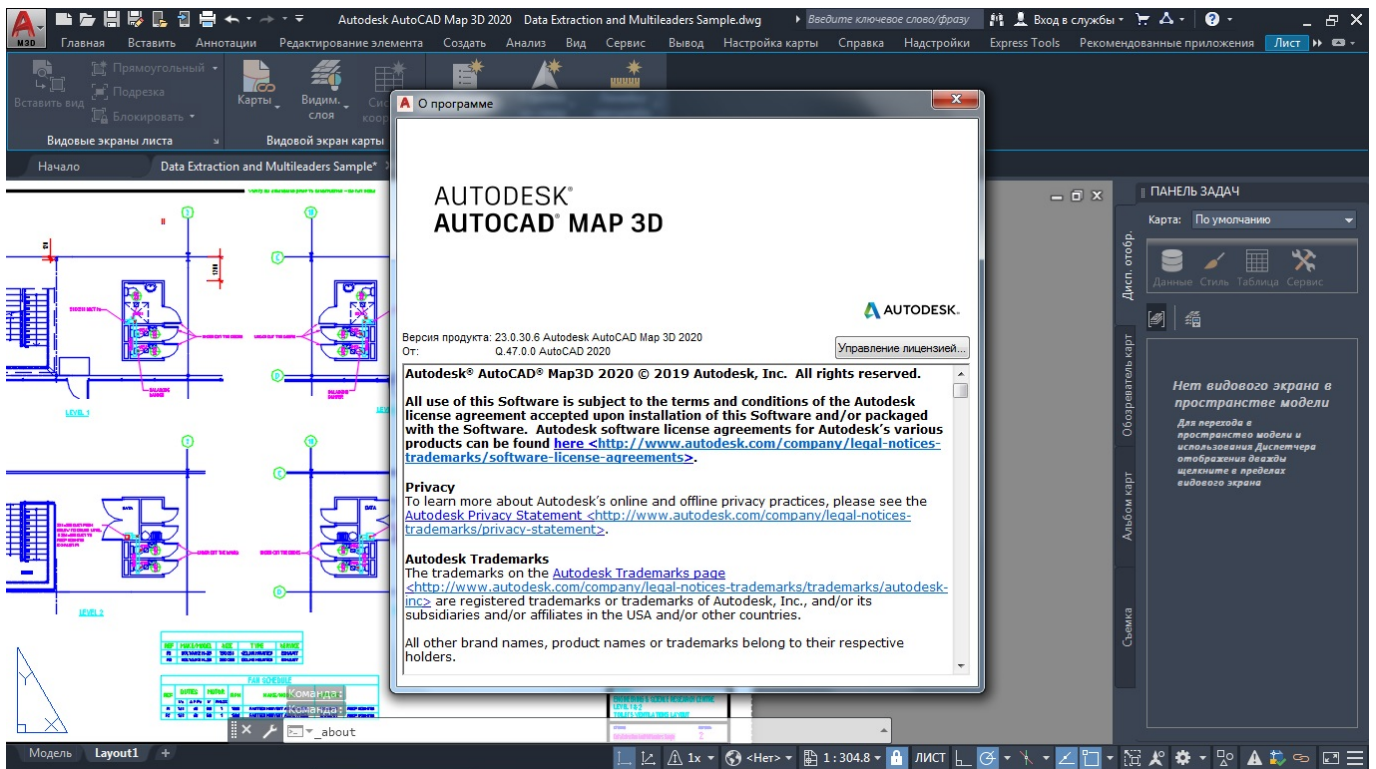 M3D
Autodesk AutoCAD Map 3D 2020 Data Extraction and Multileaders Sample.dwg
Введите ключевое слово/фразу
Вход в службы
Главная Вставить Аннотации Редактирование элемента Создать Анализ Вид Сервис Вывод Настройка карты Справка Надстройки Express Tools Рекомендованные приложения Лист
Вставить вид
Прямоугольный
Подрезка
Блокировать
Карты
Видим. слоя
Видовые экраны листа
Видовой экран карты
Начало
Data Extraction and Multileaders Sample*
О программе
AUTODESK®
AUTOCAD® MAP 3D
AUTODESK.
Версия продукта: 23.0.30.6 Autodesk AutoCAD Map 3D 2020
От: Q.47.0.0 AutoCAD 2020
Управление лицензией...
Autodesk® AutoCAD® Map3D 2020 © 2019 Autodesk, Inc. All rights reserved.
All use of this Software is subject to the terms and conditions of the Autodesk
license agreement accepted upon installation of this Software and/or packaged
with the Software. Autodesk software license agreements for Autodesk's various
products can be found here <http://www.autodesk.com/company/legal-notices-
trademarks/software-license-agreements>.
Privacy
To learn more about Autodesk's online and offline privacy practices, please see the
Autodesk Privacy Statement <http://www.autodesk.com/company/legal-notices-
trademarks/privacy-statement>.
Autodesk Trademarks
The trademarks on the Autodesk Trademarks page
<http://www.autodesk.com/company/legal-notices-trademarks/trademarks/autodesk-
inc> are registered trademarks or trademarks of Autodesk, Inc., and/or its
subsidiaries and/or affiliates in the USA and/or other countries.
All other brand names, product names or trademarks belong to their respective
holders.
ПАНЕЛЬ ЗАДАЧ
Карта: По умолчанию
Данные Стиль Таблица Сервис
Дисп. отобр.
Обозреватель карт
Альбом карт
Съемка
Нет видового экрана в
пространстве модели
Для перехода в
пространство модели и
использования Диспетчера
отображения дважды
щелкните в пределах
видового экрана
LEVEL 1
LEVEL 2
DATA
DATA
FAN SCHEDULE
Команда:
Команда:
_about
Модель Layout1 +
1x
<Нет>
1:304.8
ЛИСТ